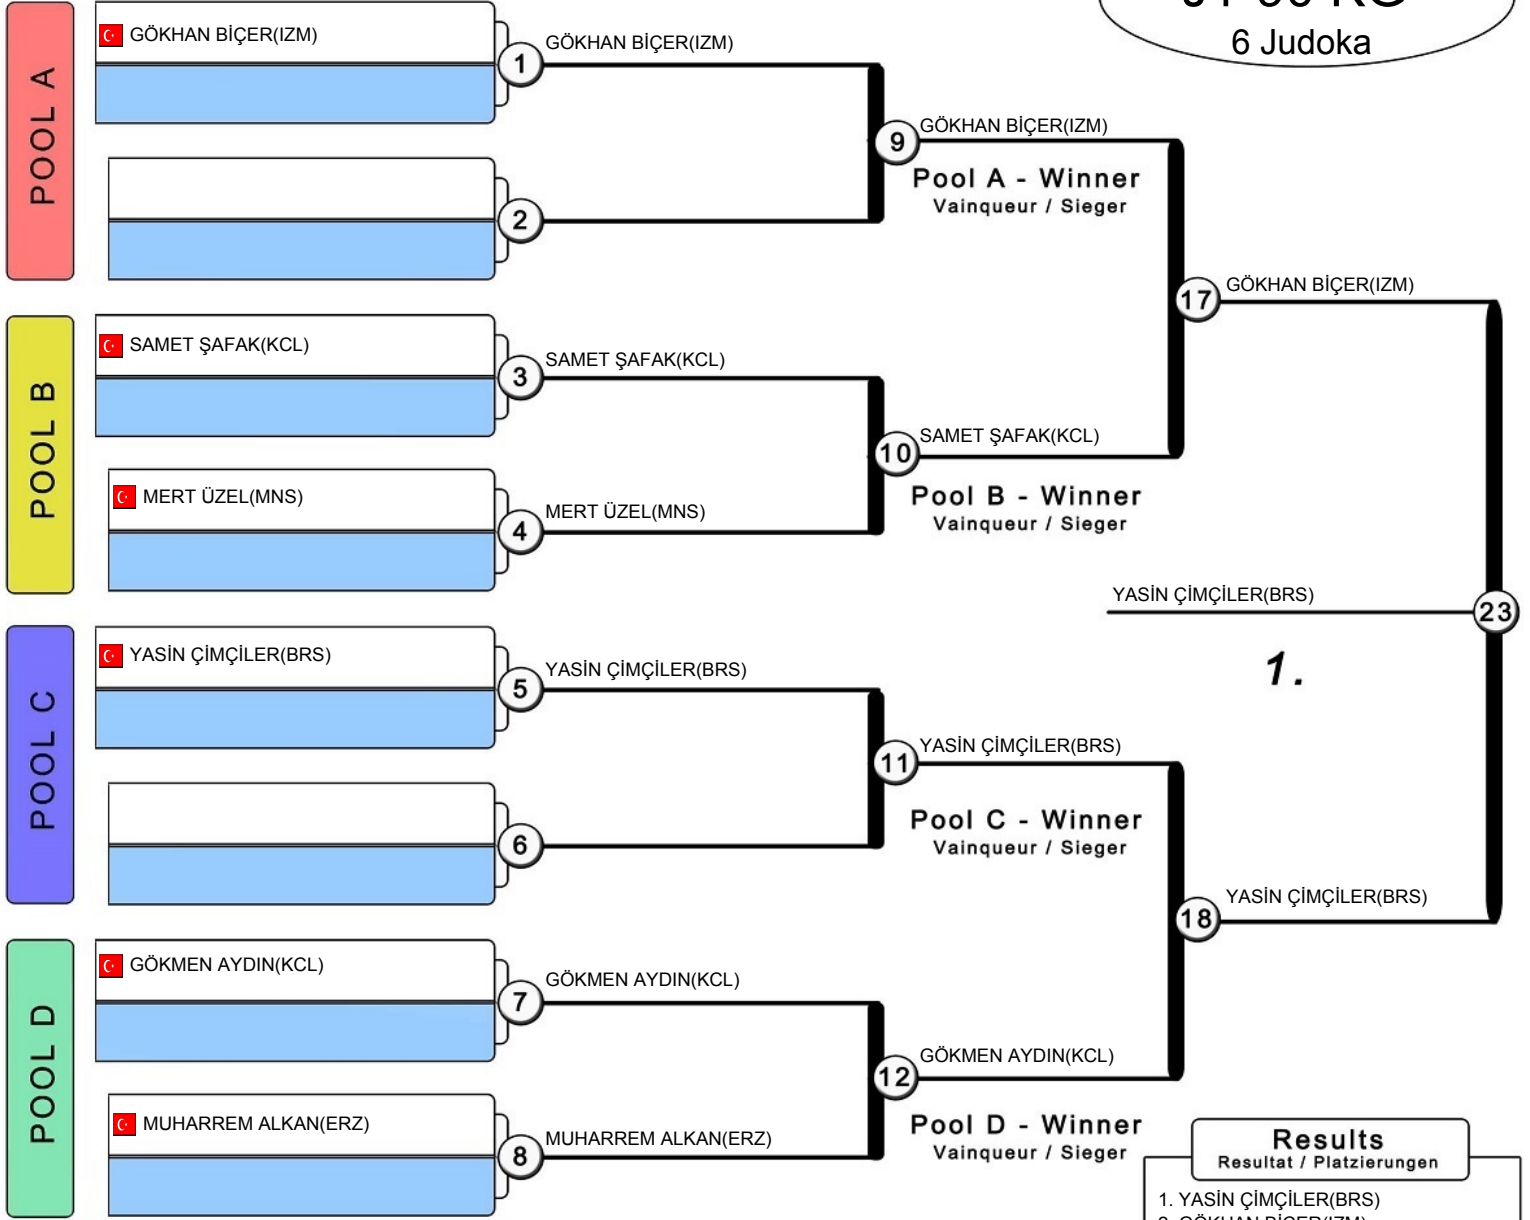 6 Judoka
POOL A
GÖKHAN BİÇER(IZM)
1
GÖKHAN BİÇER(IZM)
2
9
GÖKHAN BİÇER(IZM)
Pool A - Winner
Vainqueur / Sieger
POOL B
SAMET ŞAFAK(KCL)
3
SAMET ŞAFAK(KCL)
MERT ÜZEL(MNS)
4
MERT ÜZEL(MNS)
10
SAMET ŞAFAK(KCL)
Pool B - Winner
Vainqueur / Sieger
17
GÖKHAN BİÇER(IZM)
YASİN ÇİMÇİLER(BRS)
23
1.
POOL C
YASİN ÇİMÇİLER(BRS)
5
YASİN ÇİMÇİLER(BRS)
6
11
YASİN ÇİMÇİLER(BRS)
Pool C - Winner
Vainqueur / Sieger
18
YASİN ÇİMÇİLER(BRS)
POOL D
GÖKMEN AYDIN(KCL)
7
GÖKMEN AYDIN(KCL)
MUHARREM ALKAN(ERZ)
8
MUHARREM ALKAN(ERZ)
12
GÖKMEN AYDIN(KCL)
Pool D - Winner
Vainqueur / Sieger
Results
Resultat / Platzierungen
1. YASİN ÇİMÇİLER(BRS)
2. GÖKHAN BİÇER(IZM)